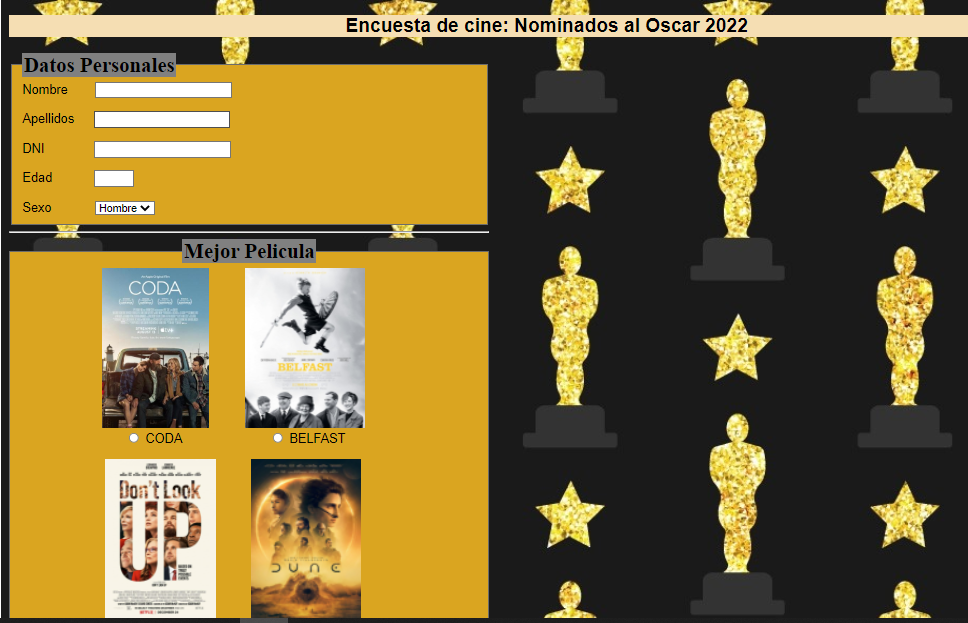 Encuesta de cine: Nominados al Oscar 2022
Datos Personales
Nombre
Apellidos
DNI
Edad
Sexo
Hombre
Mejor Pelicula
CODA
BELFAST
CODA
BELFAST
Don't Look
UP
DUNE